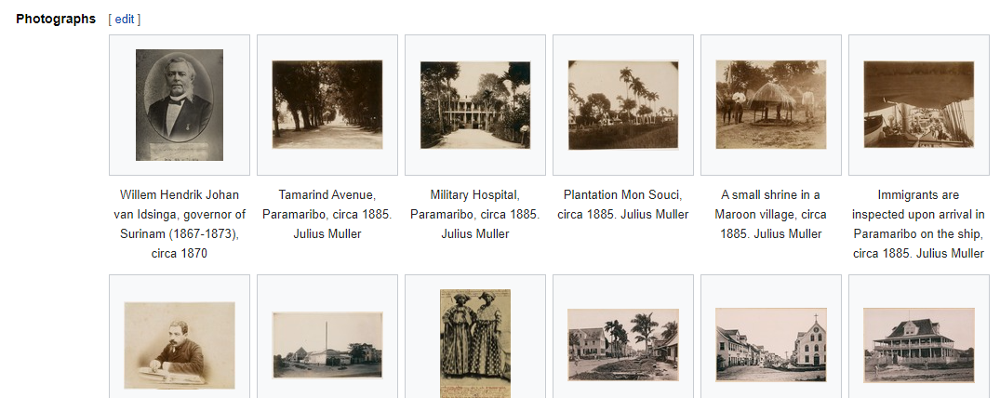 Photographs [ edit ]
Willem Hendrik Johan
van Idsinga, governor of
Surinam (1867-1873),
circa 1870
Tamarind Avenue,
Paramaribo, circa 1885.
Julius Muller
Military Hospital,
Paramaribo, circa 1885.
Julius Muller
Plantation Mon Souci,
circa 1885. Julius Muller
A small shrine in a
Maroon village, circa
1885. Julius Muller
Immigrants are
inspected upon arrival in
Paramaribo on the ship,
circa 1885. Julius Muller